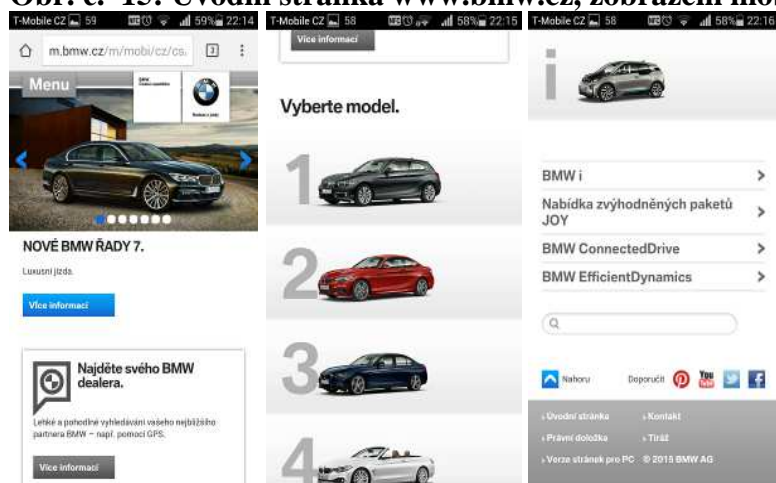 Obr. č. 15: Úvodní stránka www.bmw.cz, zobrazení mob
T-Mobile CZ 59 59% 22:14
m.bmw.cz/m/mobi/cz/cs.
3
Menu
NOVÉ BMW ŘADY 7.
Luxusní jízda.
Více informací
Najděte svého BMW
dealera.
Lehké a pohodlné vyhledávání vašeho nejbližšího
partnera BMW – např. pomocí GPS.
Více informací
T-Mobile CZ 58 58% 22:15
Více informací
Vyberte model.
1
2
3
4
T-Mobile CZ 58 58% 22:16
i
BMW i
Nabídka zvýhodněných paketů
JOY
BMW ConnectedDrive
BMW EfficientDynamics
Nahoru
Doporučit
You
Úvodní stránka
Kontakt
Právní doložka
Tiráž
Verze stránek pro PC
© 2015 BMW AG